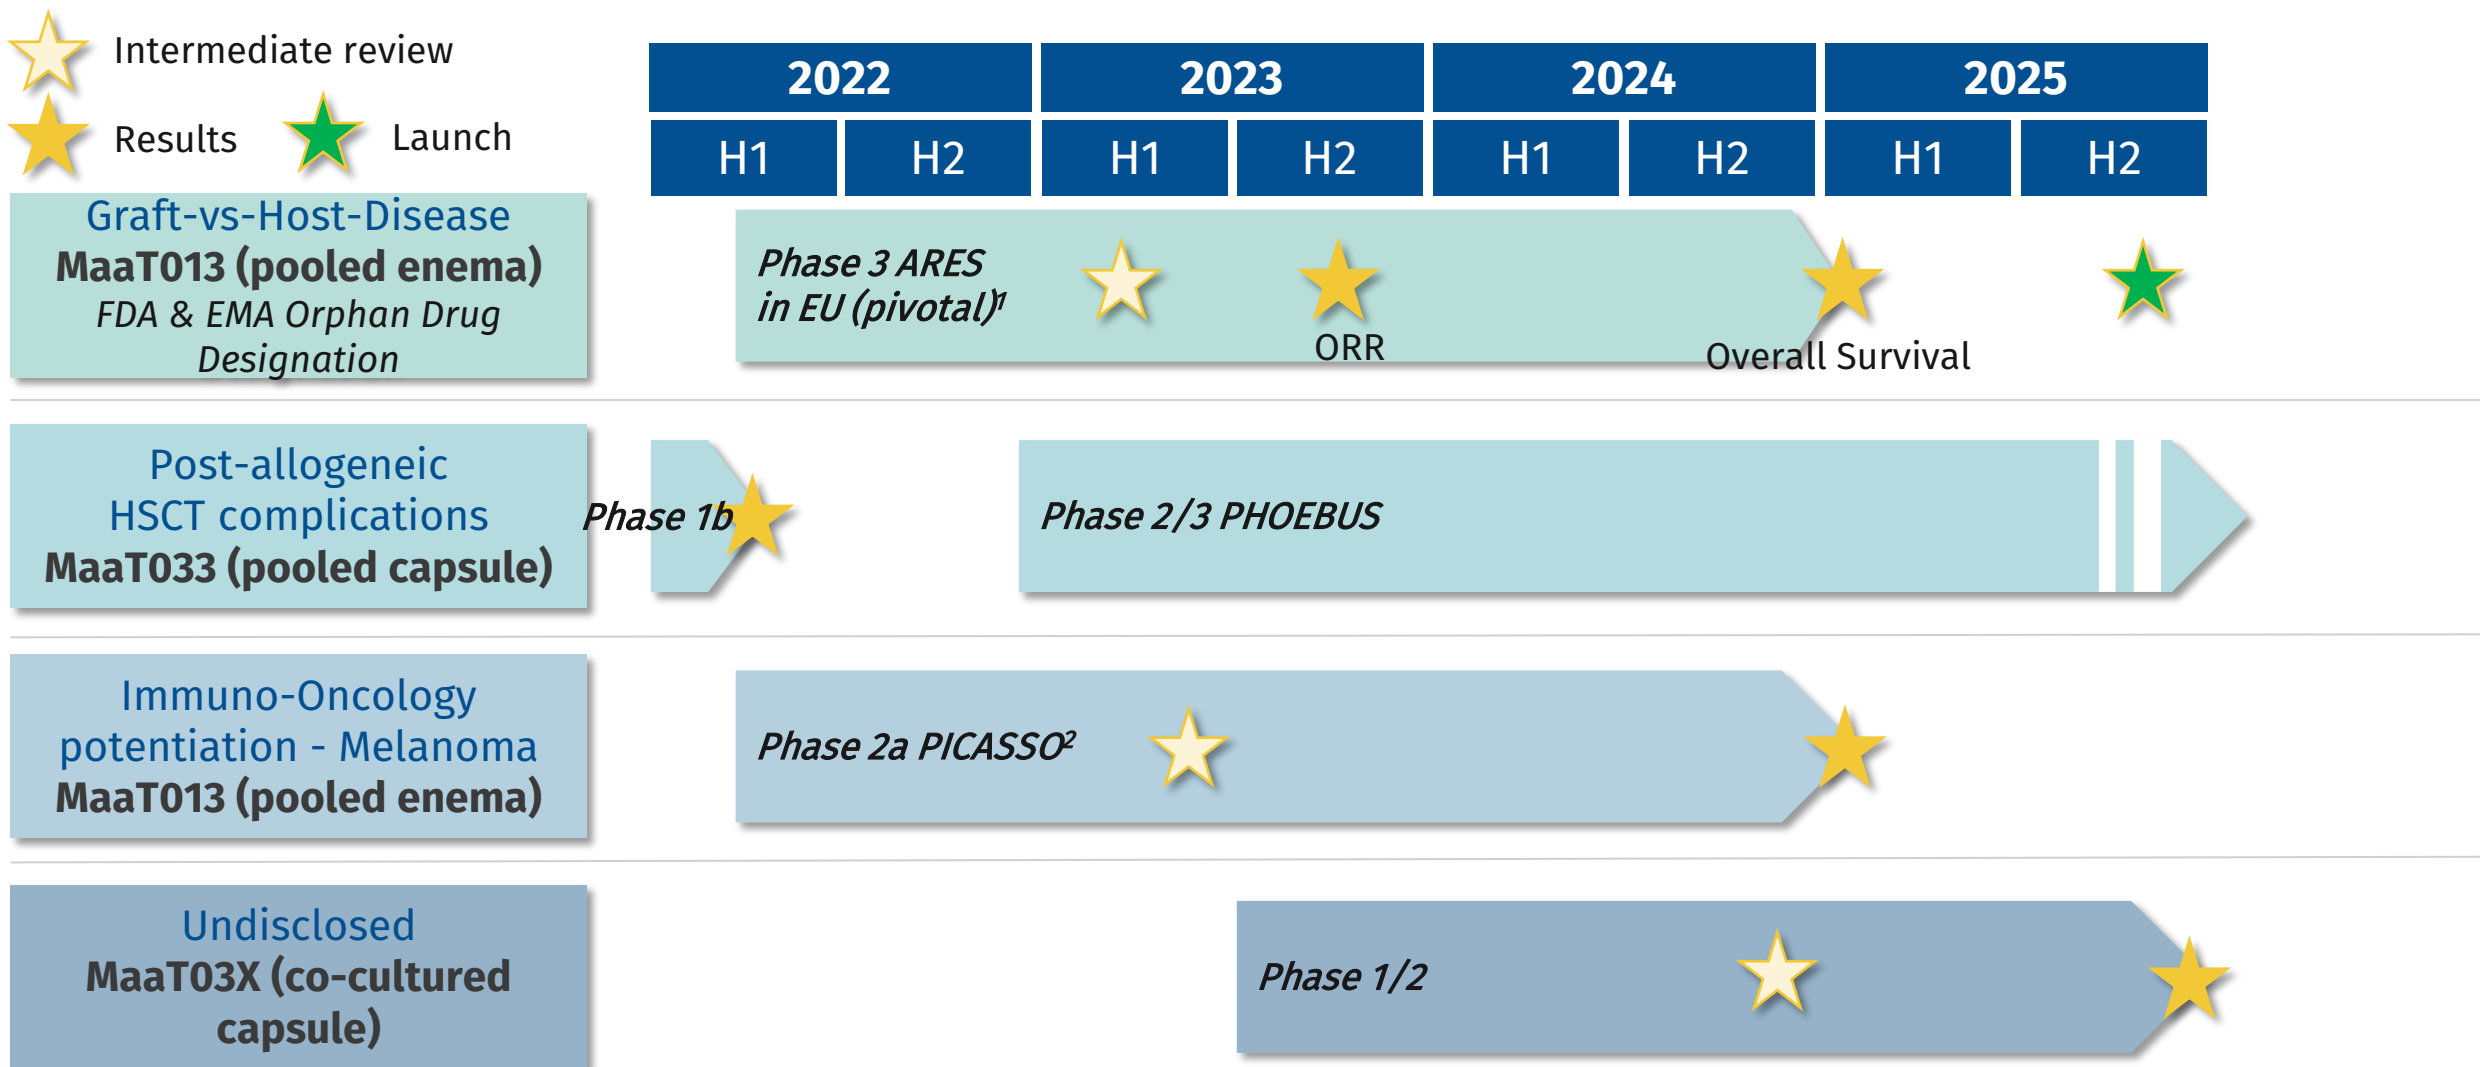 Intermediate review
Results
Launch
2022
2023
2024
2025
H1
H2
H1
H2
H1
H2
H1
H2
Graft-vs-Host-Disease
MaaT013 (pooled enema)
FDA & EMA Orphan Drug
Designation
Phase 3 ARES
in EU (pivotal)¹
ORR
Overall Survival
Post-allogeneic
HSCT complications
MaaT033 (pooled capsule)
Phase 1b
Phase 2/3 PHOEBUS
Immuno-Oncology
potentiation - Melanoma
MaaT013 (pooled enema)
Phase 2a PICASSO²
Undisclosed
MaaT03X (co-cultured
capsule)
Phase 1/2